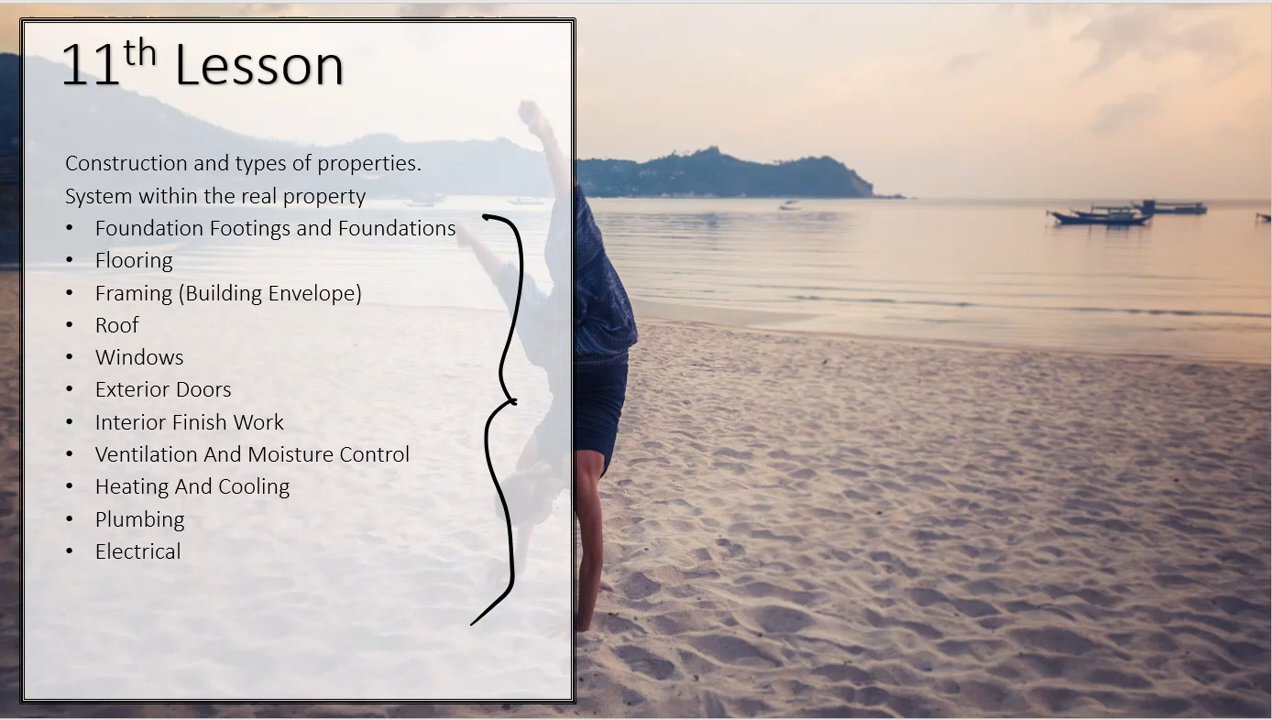 11th Lesson
Construction and types of properties.
System within the real property
• Foundation Footings and Foundations
• Flooring
• Framing (Building Envelope)
• Roof
• Windows
• Exterior Doors
• Interior Finish Work
• Ventilation And Moisture Control
• Heating And Cooling
• Plumbing
• Electrical